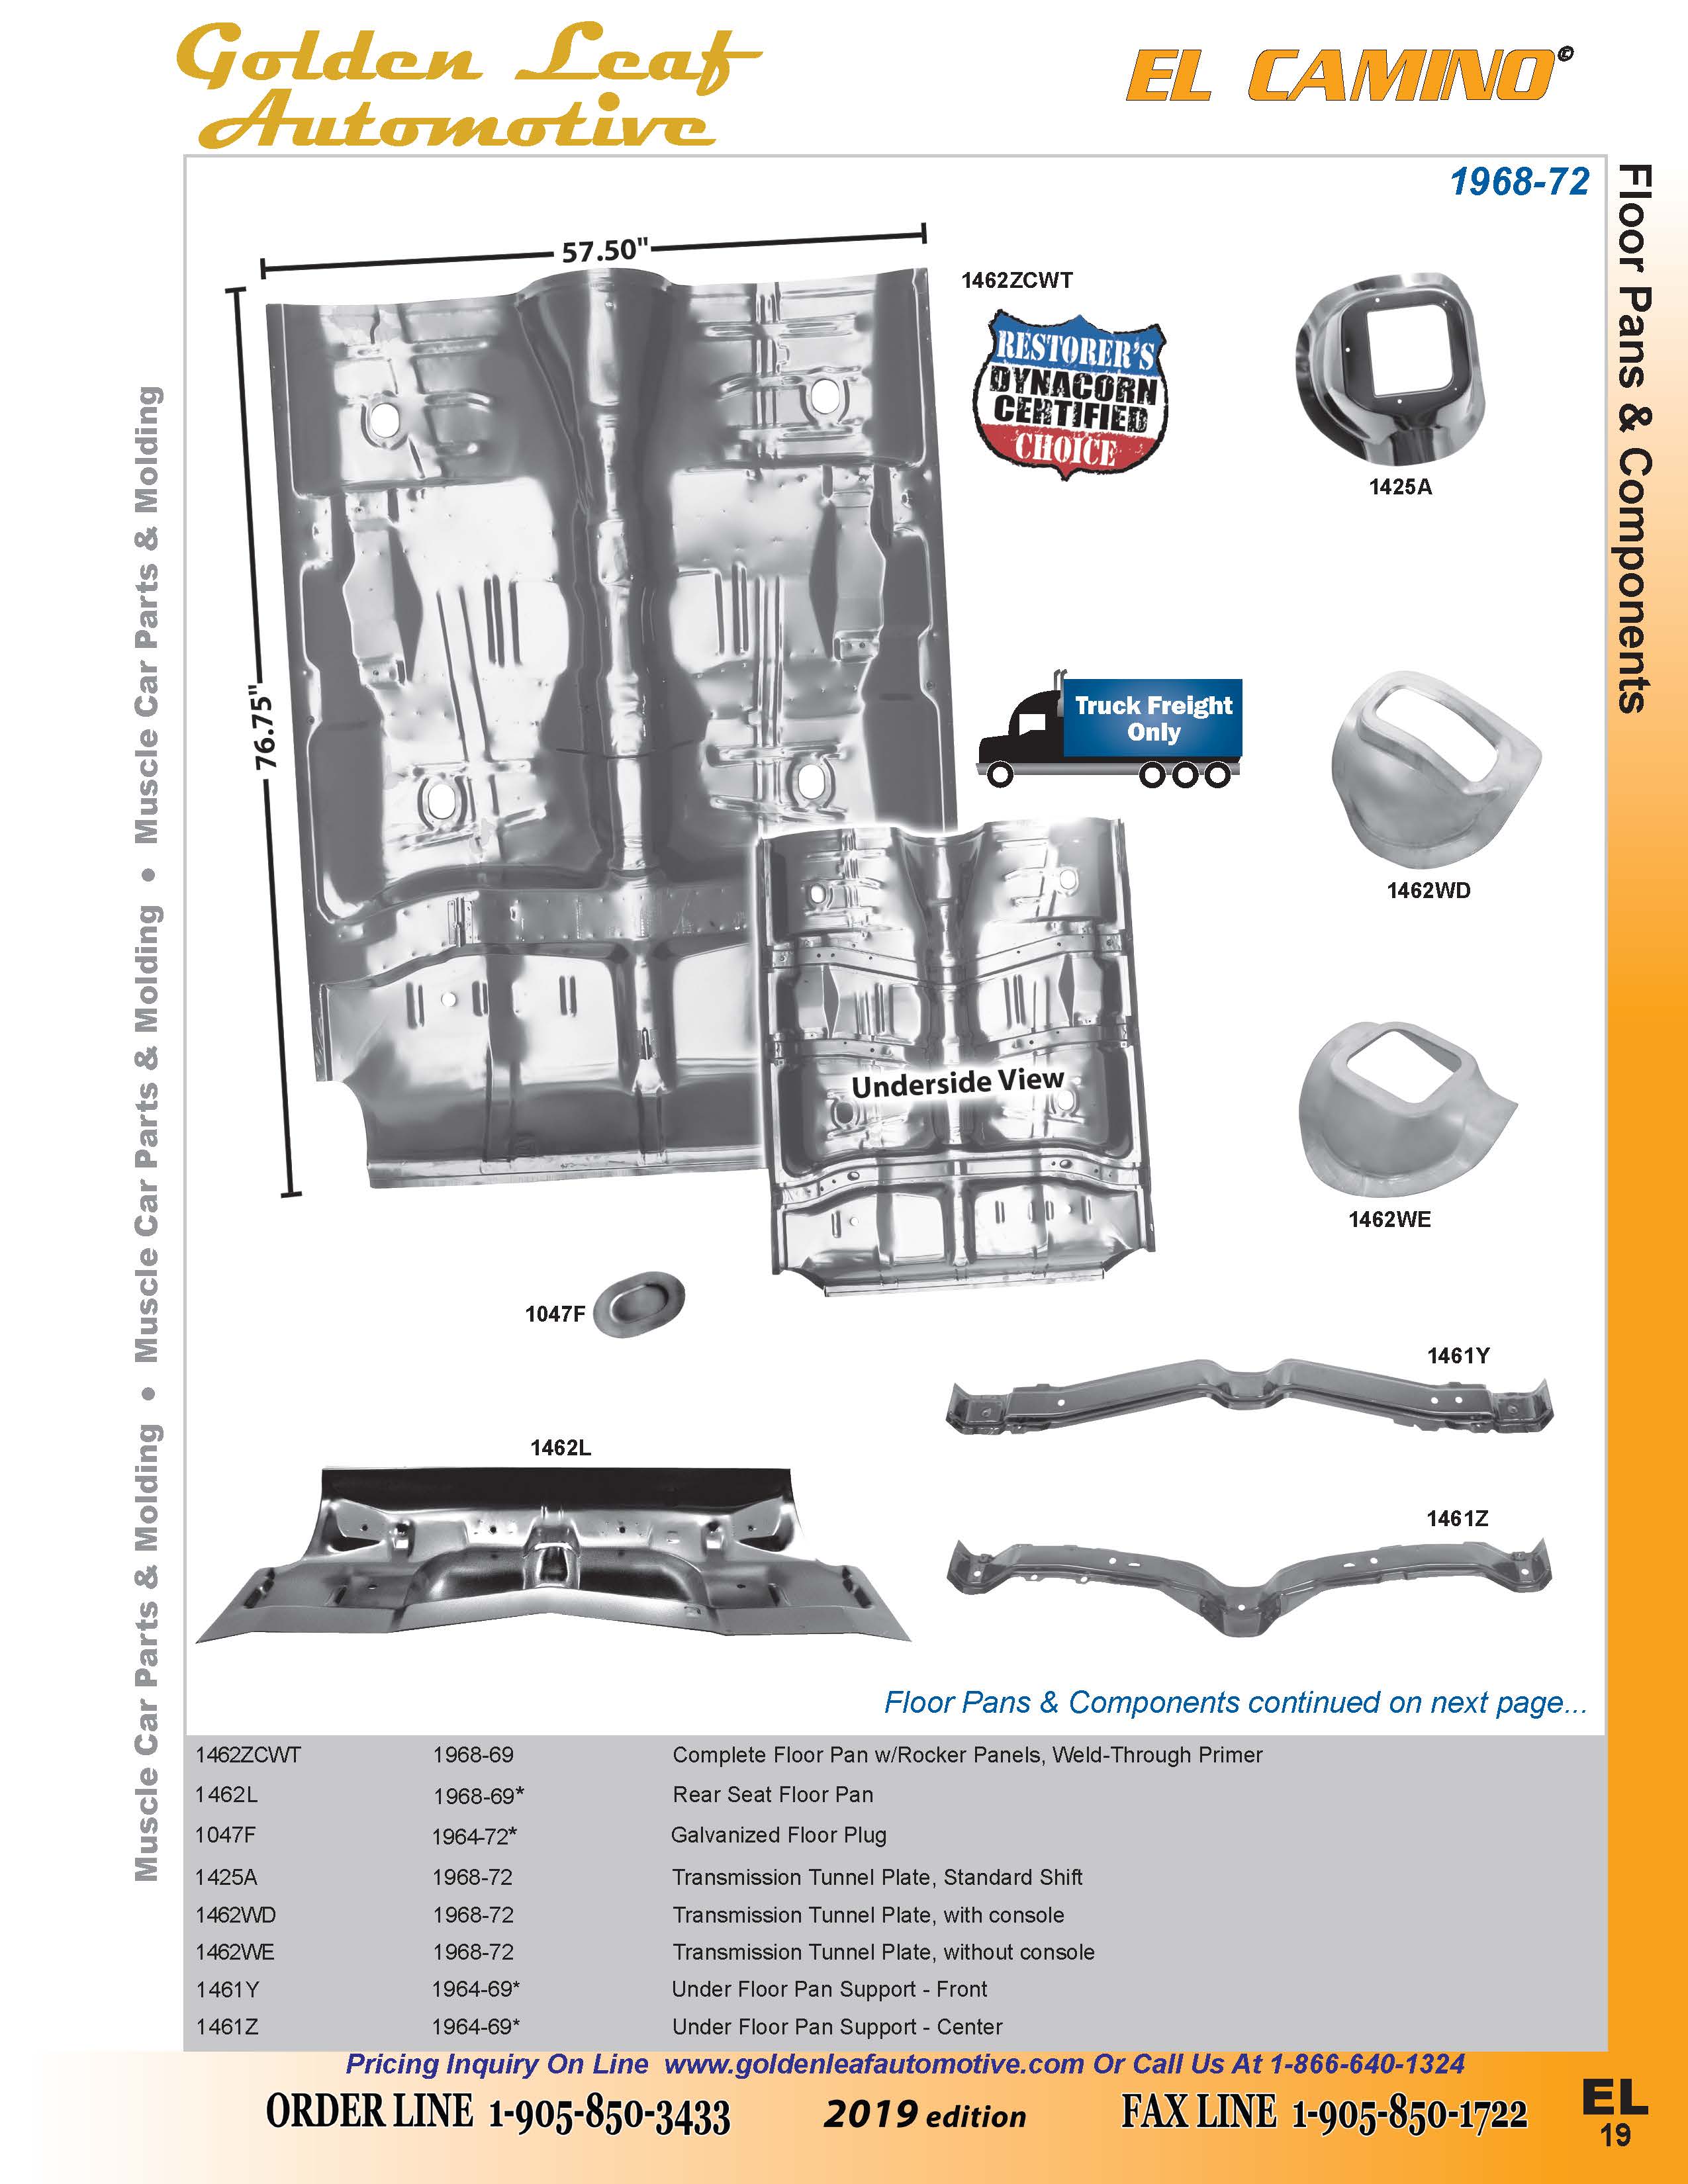 Golden Leaf
Automotive
EL CAMINO©
1968-72
Floor Pans & Components
Muscle Car Parts & Molding • Muscle Car Parts & Molding • Muscle Car Parts & Molding
57.50"
76.75"
1462ZCWT
RESTORER'S
DYNACORN
CERTIFIED
CHOICE
1425A
Truck Freight
Only
1462WD
Underside View
1462WE
1047F
1461Y
1462L
1461Z
Floor Pans & Components continued on next page...
1462ZCWT 1968-69 Complete Floor Pan w/Rocker Panels, Weld-Through Primer
1462L 1968-69* Rear Seat Floor Pan
1047F 1964-72* Galvanized Floor Plug
1425A 1968-72 Transmission Tunnel Plate, Standard Shift
1462WD 1968-72 Transmission Tunnel Plate, with console
1462WE 1968-72 Transmission Tunnel Plate, without console
1461Y 1964-69* Under Floor Pan Support - Front
1461Z 1964-69* Under Floor Pan Support - Center
Pricing Inquiry On Line www.goldenleafautomotive.com Or Call Us At 1-866-640-1324
ORDER LINE 1-905-850-3433 2019 edition FAX LINE 1-905-850-1722
EL
19